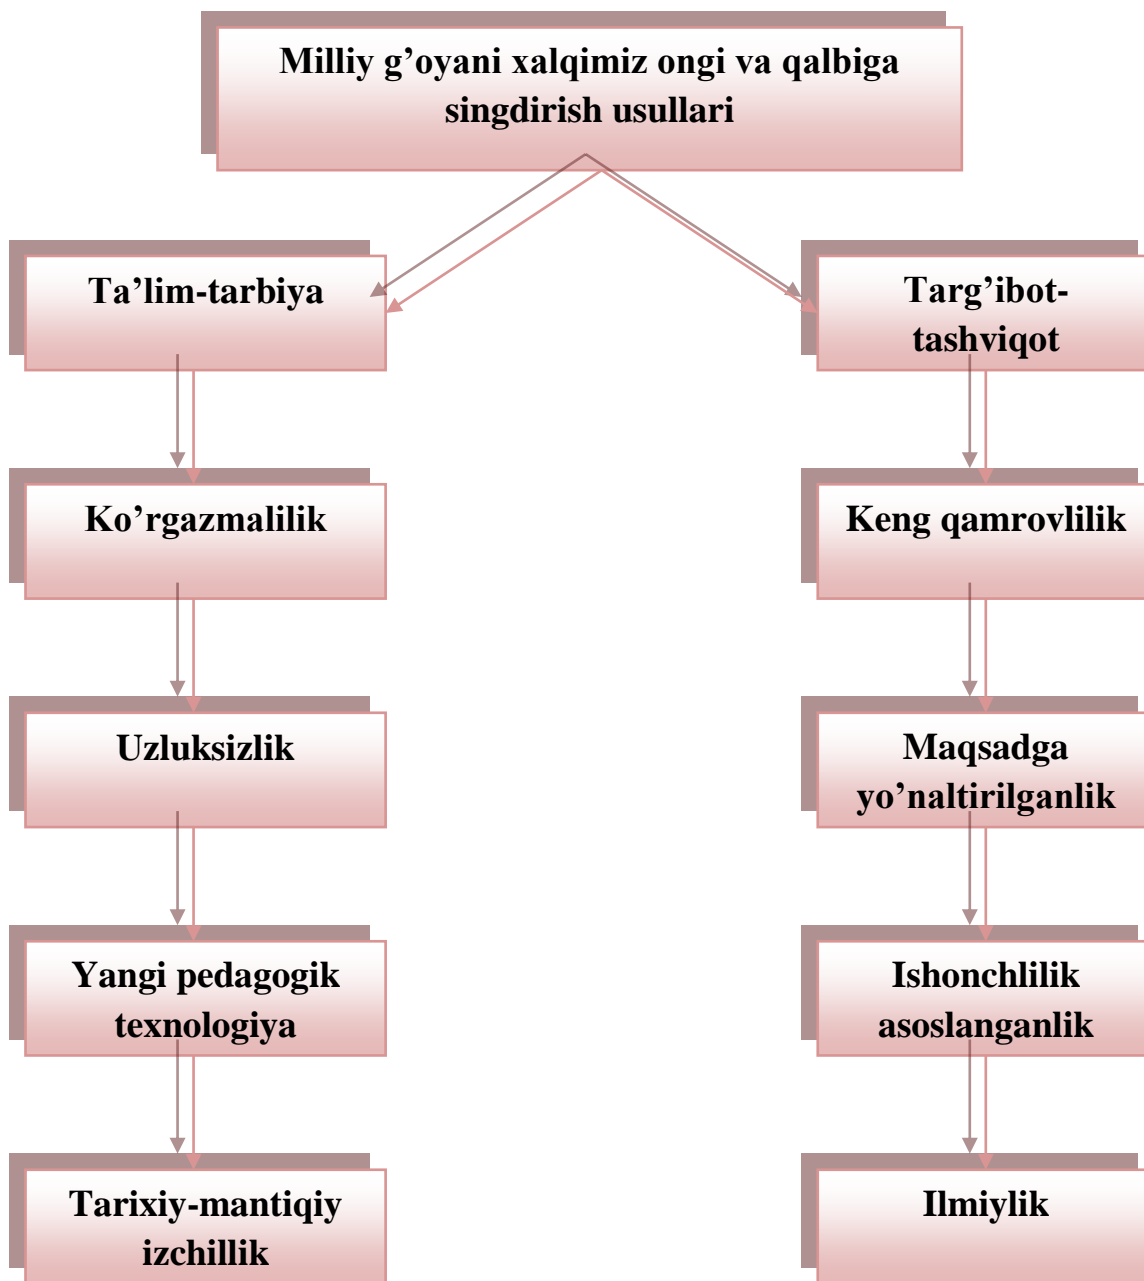 Milliy g’oyani xalqimiz ongi va qalbiga
singdirish usullari
Ta’lim-tarbiya
Targ’ibot-
tashviqot
Ko’rgazmalilik
Keng qamrovlilik
Uzluksizlik
Maqsadga
yo’naltirilganlik
Yangi pedagogik
texnologiya
Ishonchlilik
asoslanganlik
Tarixiy-mantiqiy
izchillik
Ilmiylik